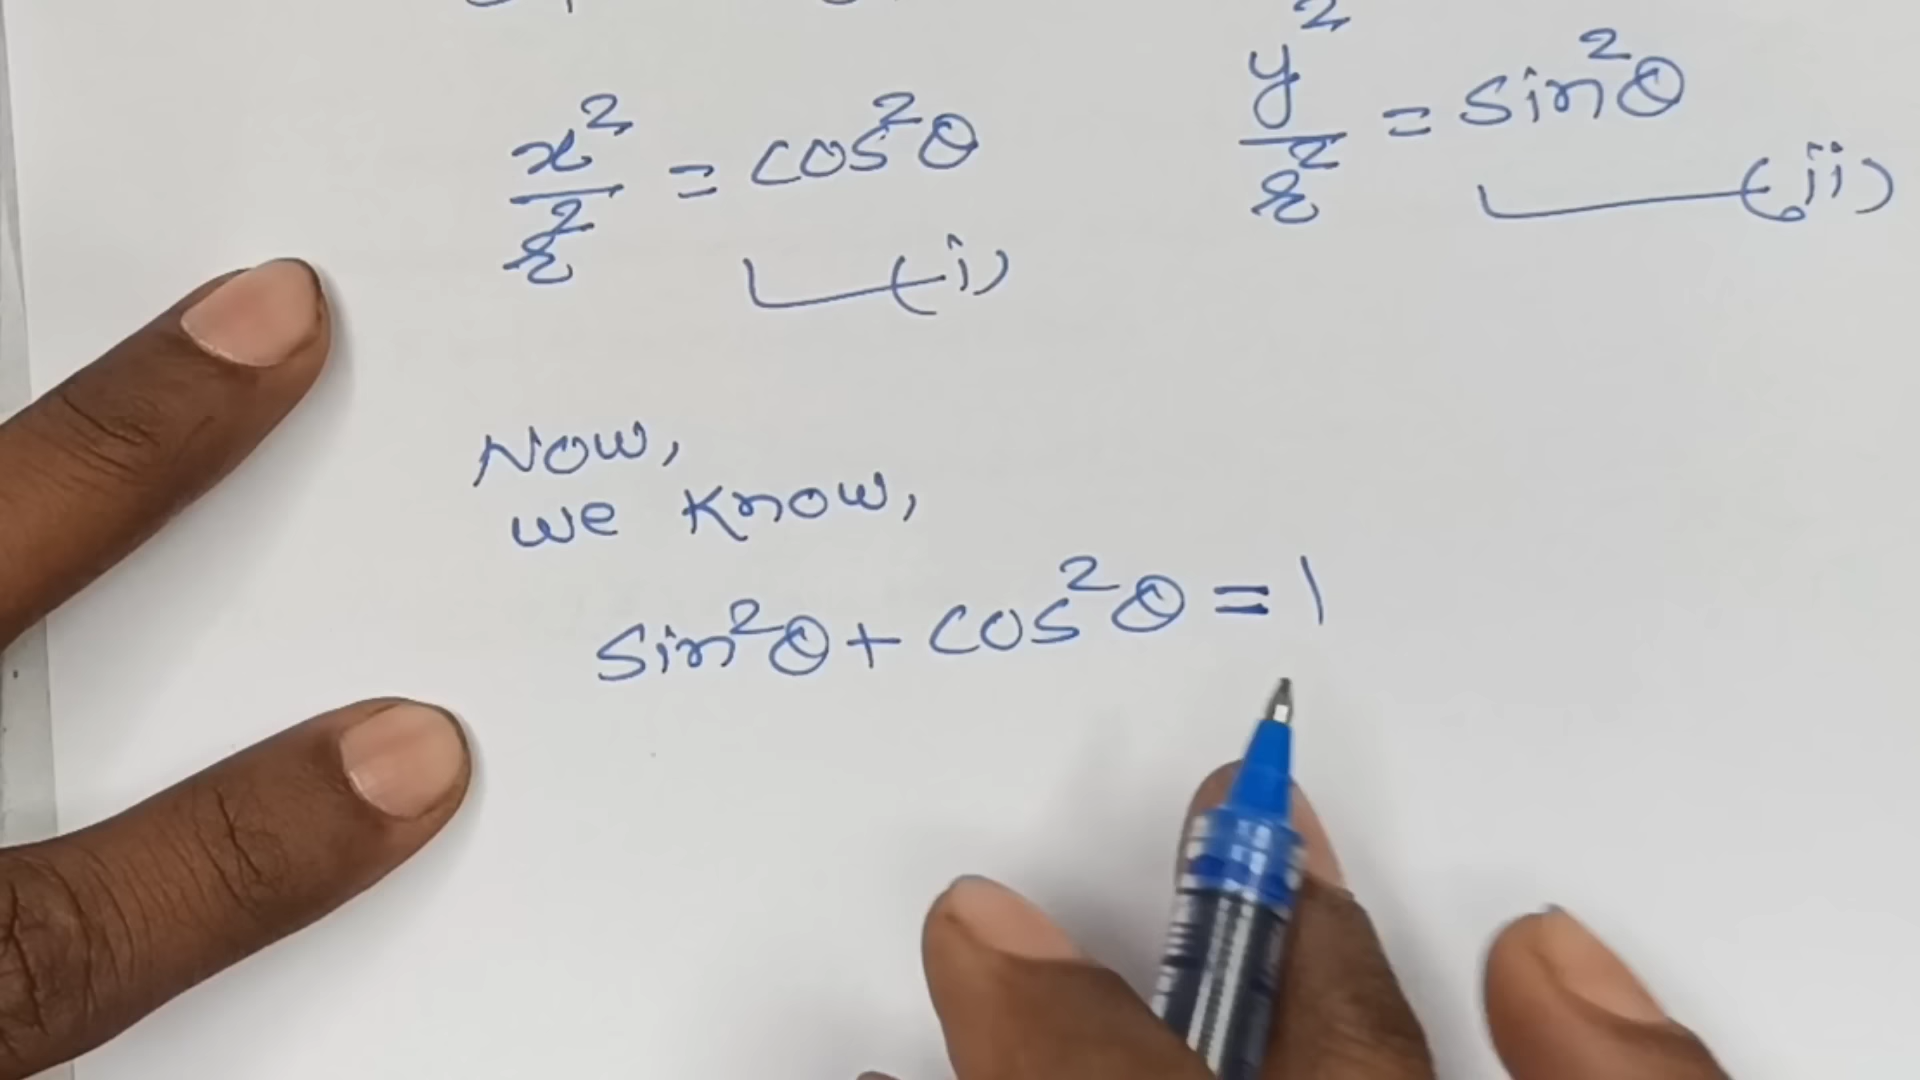 x²/r² = cos²θ (i)
y²/r² = sin²θ (ii)
Now,
we know,
sin²θ + cos²θ = 1